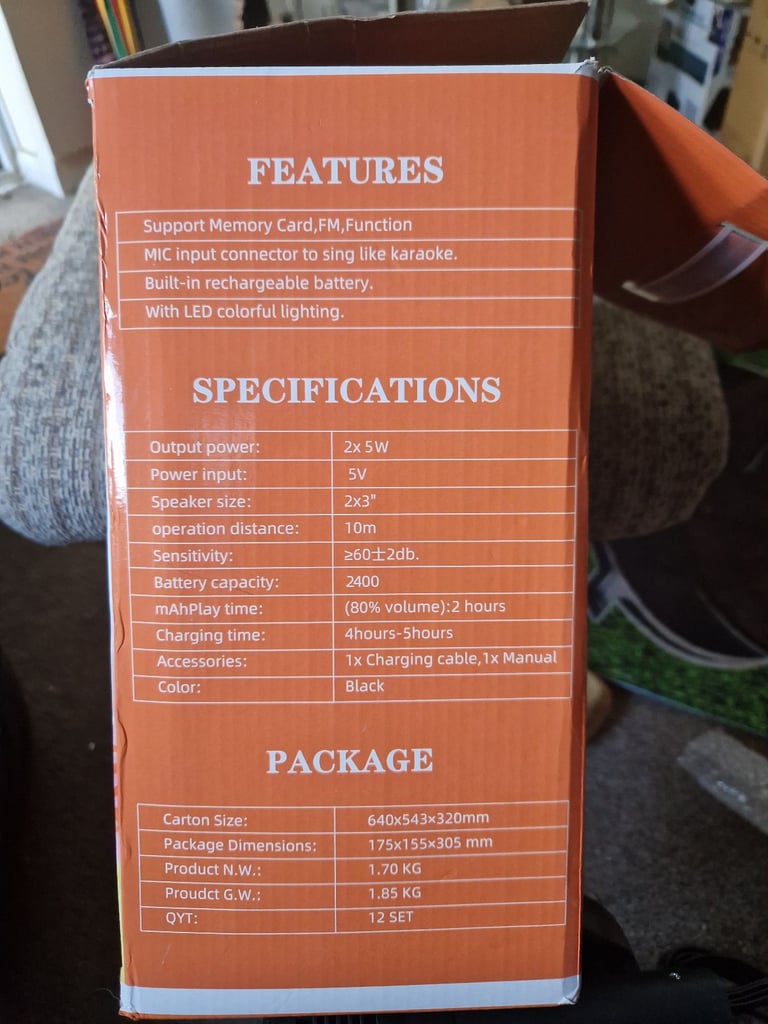 FEATURES
Support Memory Card,FM,Function
MIC input connector to sing like karaoke.
Built-in rechargeable battery.
With LED colorful lighting.
SPECIFICATIONS
Output power: 2x 5W
Power input: 5V
Speaker size: 2x3"
operation distance: 10m
Sensitivity: ≥60±2db.
Battery capacity: 2400
mAhPlay time: (80% volume):2 hours
Charging time: 4hours-5hours
Accessories: 1x Charging cable,1x Manual
Color: Black
PACKAGE
Carton Size: 640x543×320mm
Package Dimensions: 175x155×305 mm
Product N.W.: 1.70 KG
Proudct G.W.: 1.85 KG
QYT: 12 SET